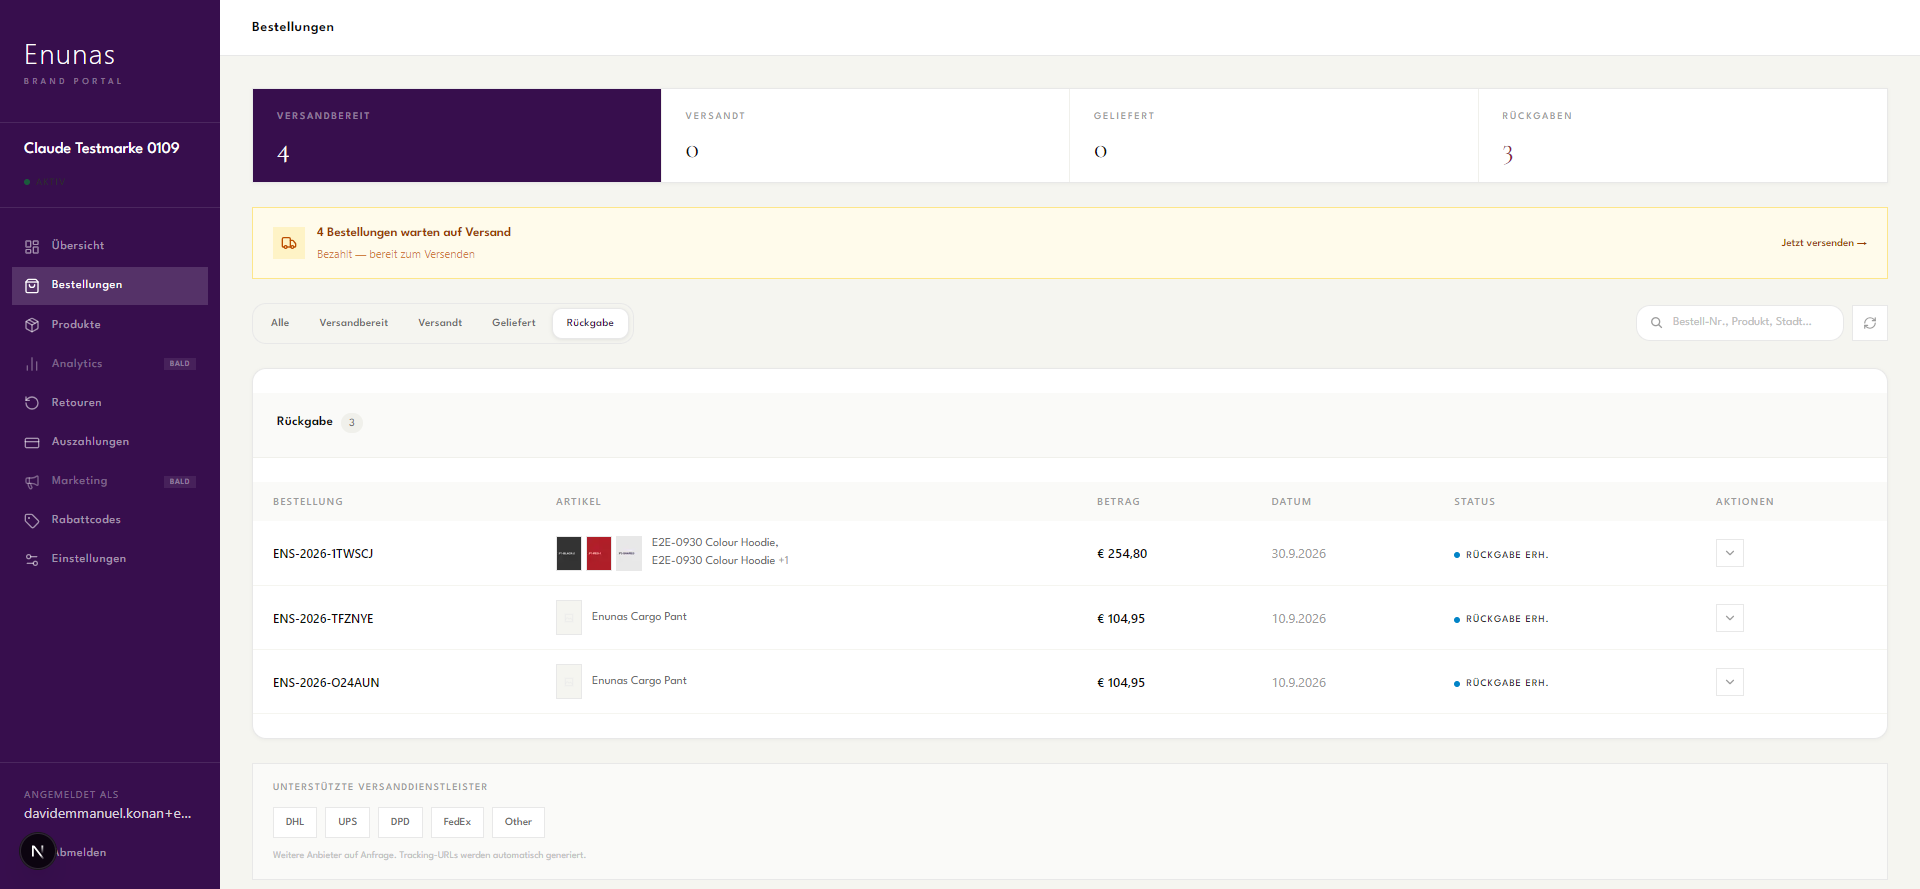 Enunas
BRAND PORTAL
Claude Testmarke 0109
AKTIV
Übersicht
Bestellungen
Produkte
Analytics BALD
Retouren
Auszahlungen
Marketing BALD
Rabattcodes
Einstellungen
ANGEMELDET ALS
davidemmanuel.konan+e...
N
Abmelden
Bestellungen
VERSANDBEREIT
4
VERSANDT
0
GELIEFERT
0
RÜCKGABEN
3
4 Bestellungen warten auf Versand
Bezahlt — bereit zum Versenden
Jetzt versenden →
Alle Versandbereit Versandt Geliefert Rückgabe
Bestell-Nr., Produkt, Stadt...
Rückgabe 3
BESTELLUNG ARTIKEL BETRAG DATUM STATUS AKTIONEN
ENS-2026-1TWSCJ E2E-0930 Colour Hoodie,
E2E-0930 Colour Hoodie +1
€ 254,80 30.9.2026 RÜCKGABE ERH.
ENS-2026-TFZNYE Enunas Cargo Pant € 104,95 10.9.2026 RÜCKGABE ERH.
ENS-2026-O24AUN Enunas Cargo Pant € 104,95 10.9.2026 RÜCKGABE ERH.
UNTERSTÜTZTE VERSANDDIENSTLEISTER
DHL UPS DPD FedEx Other
Weitere Anbieter auf Anfrage. Tracking-URLs werden automatisch generiert.